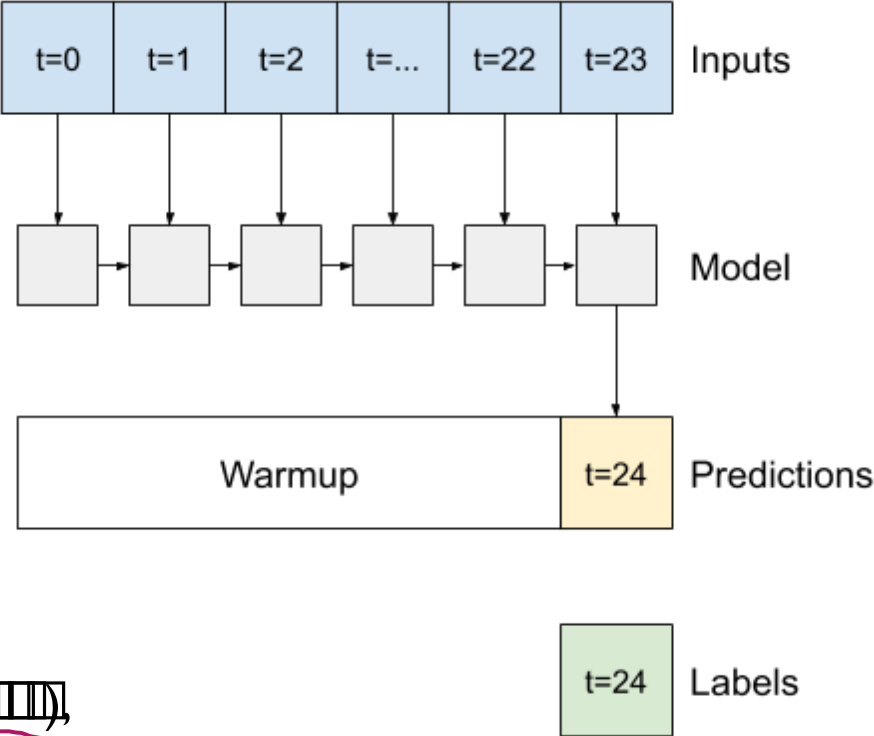 t=0 t=1 t=2 t=... t=22 t=23 Inputs
Model
Warmup t=24 Predictions
t=24 Labels